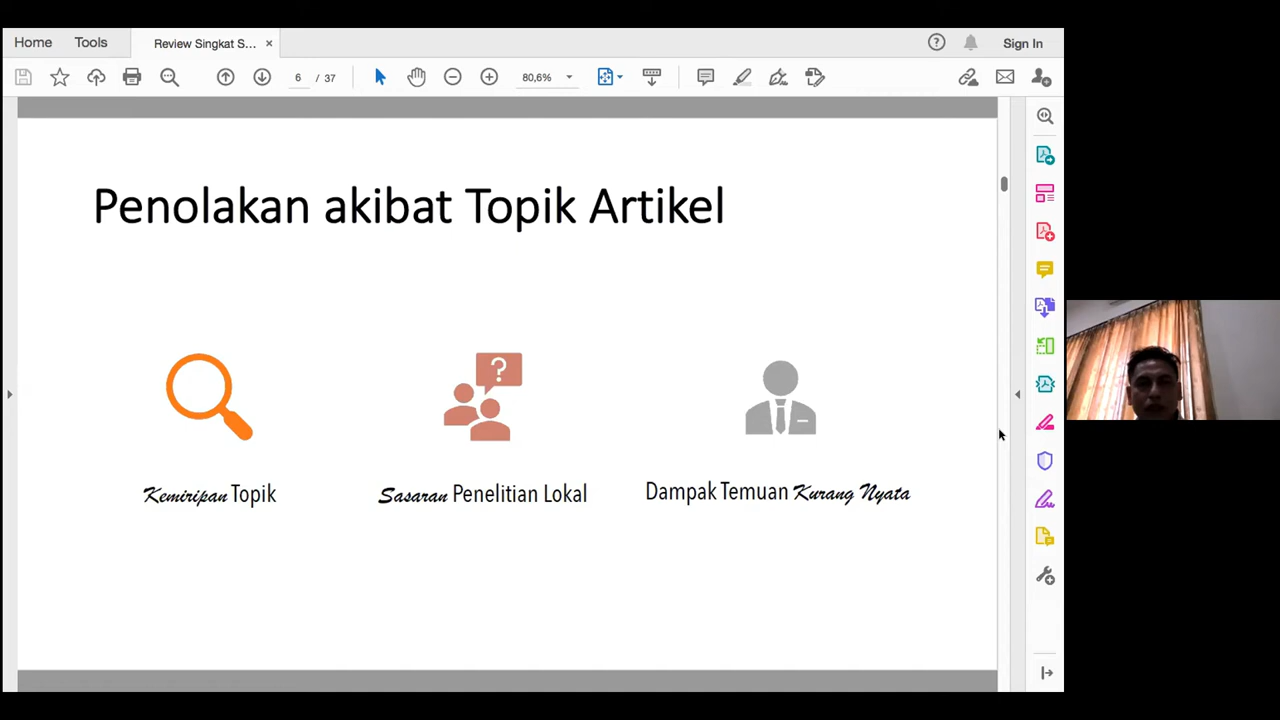 Home Tools Review Singkat S... × Sign In
6 / 37 80,6%
Penolakan akibat Topik Artikel
?
Kemiripan Topik
Sasaran Penelitian Lokal
Dampak Temuan Kurang Nyata